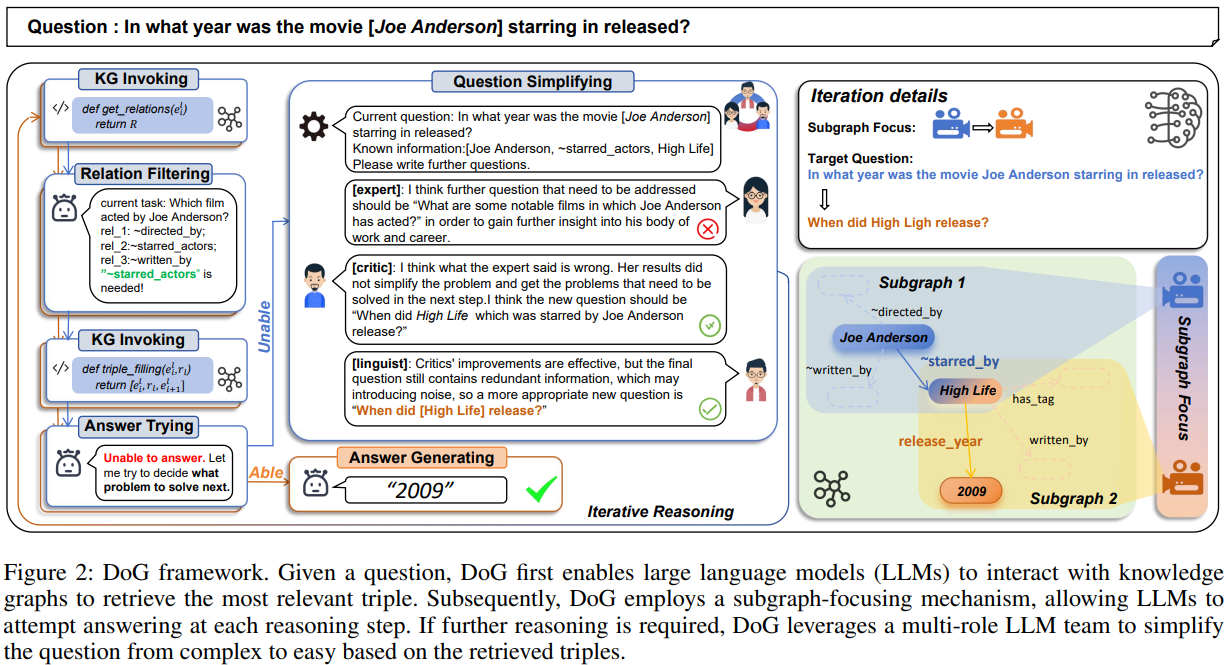 Question : In what year was the movie [Joe Anderson] starring in released?
KG Invoking
</>
def get_relations(eᵢˡ)
return R
Relation Filtering
current task: Which film
acted by Joe Anderson?
rel_1: ~directed_by;
rel_2:~starred_actors;
rel_3:~written_by
”~starred_actors” is
needed!
KG Invoking
</>
def triple_filling(eᵢˡ,rₗ)
return [eᵢˡ, rₗ, eᵢ₊₁ˡ]
Answer Trying
Unable to answer. Let
me try to decide what
problem to solve next.
Unable
Able
Question Simplifying
Current question: In what year was the movie [Joe Anderson]
starring in released?
Known information:[Joe Anderson, ~starred_actors, High Life]
Please write further questions.
[expert]: I think further question that need to be addressed
should be “What are some notable films in which Joe Anderson
has acted?” in order to gain further insight into his body of
work and career.
[critic]: I think what the expert said is wrong. Her results did
not simplify the problem and get the problems that need to be
solved in the next step.I think the new question should be
“When did High Life which was starred by Joe Anderson
release?”
[linguist]: Critics' improvements are effective, but the final
question still contains redundant information, which may
introducing noise, so a more appropriate new question is
“When did [High Life] release?”
Answer Generating
“2009”
Iterative Reasoning
Iteration details
Subgraph Focus:
Target Question:
In what year was the movie Joe Anderson starring in released?
When did High Ligh release?
Subgraph 1
~directed_by
Joe Anderson
~starred_by
~written_by
High Life
has_tag
release_year
written_by
2009
Subgraph 2
Subgraph Focus
Figure 2: DoG framework. Given a question, DoG first enables large language models (LLMs) to interact with knowledge
graphs to retrieve the most relevant triple. Subsequently, DoG employs a subgraph-focusing mechanism, allowing LLMs to
attempt answering at each reasoning step. If further reasoning is required, DoG leverages a multi-role LLM team to simplify
the question from complex to easy based on the retrieved triples.